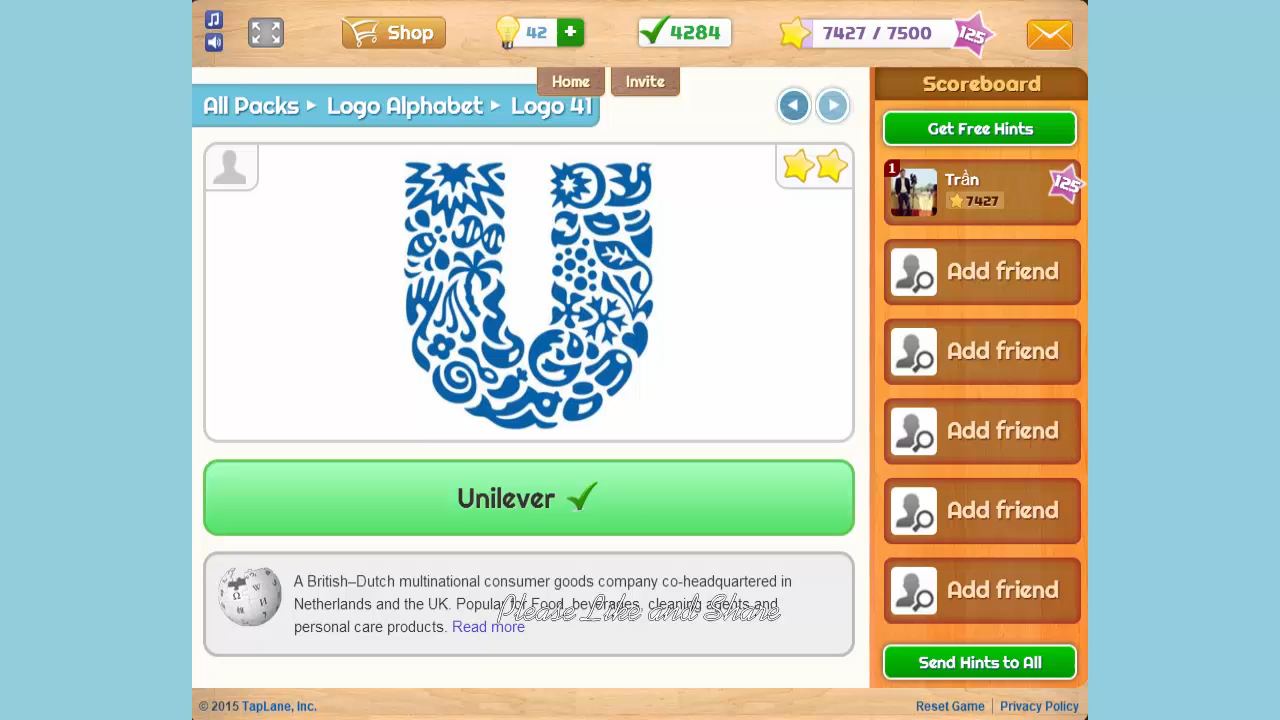 Shop
42
+
4284
7427 / 7500
125
Home
Invite
All Packs ▸ Logo Alphabet ▸ Logo 41
Unilever
A British–Dutch multinational consumer goods company co-headquartered in
Netherlands and the UK. Popular for Food, beverages, cleaning agents and
personal care products. Read more
Please Like and Share
Scoreboard
Get Free Hints
1
Trần
7427
125
Add friend
Add friend
Add friend
Add friend
Add friend
Send Hints to All
© 2015 TapLane, Inc.
Reset Game
Privacy Policy